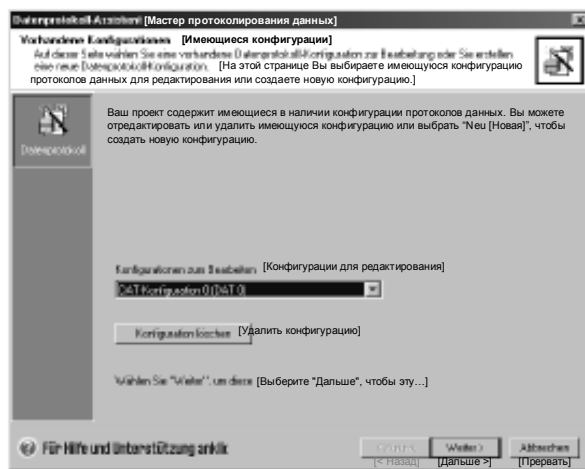 Datenprotokoll-Assistent [Мастер протоколирования данных]
Vorhandene Konfigurationen [Имеющиеся конфигурации]
Auf dieser Seite wählen Sie eine vorhandene Datenprotokoll-Konfiguration zur Bearbeitung oder Sie erstellen
eine neue Datenprotokoll-Konfiguration. [На этой странице Вы выбираете имеющуюся конфигурацию
протоколов данных для редактирования или создаете новую конфигурацию.]
Datenprotokoll
Ваш проект содержит имеющиеся в наличии конфигурации протоколов данных. Вы можете
отредактировать или удалить имеющуюся конфигурацию или выбрать “Neu [Новая]”, чтобы
создать новую конфигурацию.
Konfigurationen zum Bearbeiten [Конфигурации для редактирования]
DAT-Konfiguration 0 (DAT 0)
Konfiguration löschen [Удалить конфигурацию]
Wählen Sie "Weiter", um diese [Выберите "Дальше", чтобы эту…]
Für Hilfe und Unterstützung anklic
Weiter > Abbrechen
[< Назад] [Дальше >] [Прервать]